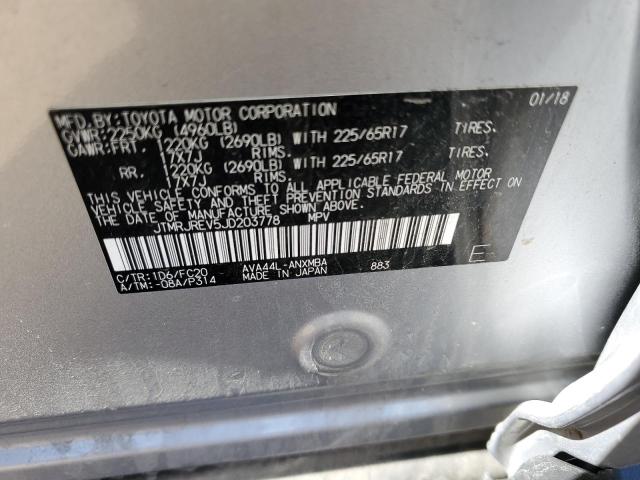 MFD. BY: TOYOTA MOTOR CORPORATION 01/18
GVWR: 2250KG (4960LB)
GAWR: FRT. 1220KG (2690LB) WITH 225/65R17 TIRES.
17X7J RIMS.
RR. 1220KG (2690LB) WITH 225/65R17 TIRES.
17X7J RIMS.
THIS VEHICLE CONFORMS TO ALL APPLICABLE FEDERAL MOTOR
VEHICLE SAFETY AND THEFT PREVENTION STANDARDS IN EFFECT ON
THE DATE OF MANUFACTURE SHOWN ABOVE.
JTMRJREV5JD203778 MPV
C/TR: 1D6/FC20 AVA44L-ANXMBA 883 E
A/TM: -08A/P314 MADE IN JAPAN